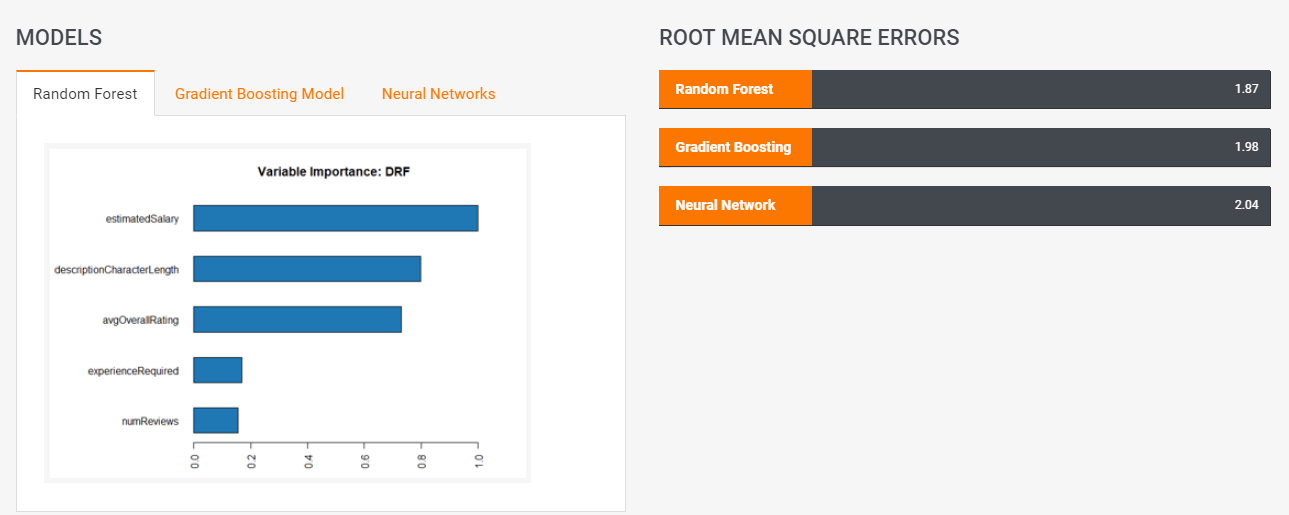 MODELS
Random Forest Gradient Boosting Model Neural Networks
Variable Importance: DRF
estimatedSalary
descriptionCharacterLength
avgOverallRating
experienceRequired
numReviews
0.0 0.2 0.4 0.6 0.8 1.0
ROOT MEAN SQUARE ERRORS
Random Forest 1.87
Gradient Boosting 1.98
Neural Network 2.04